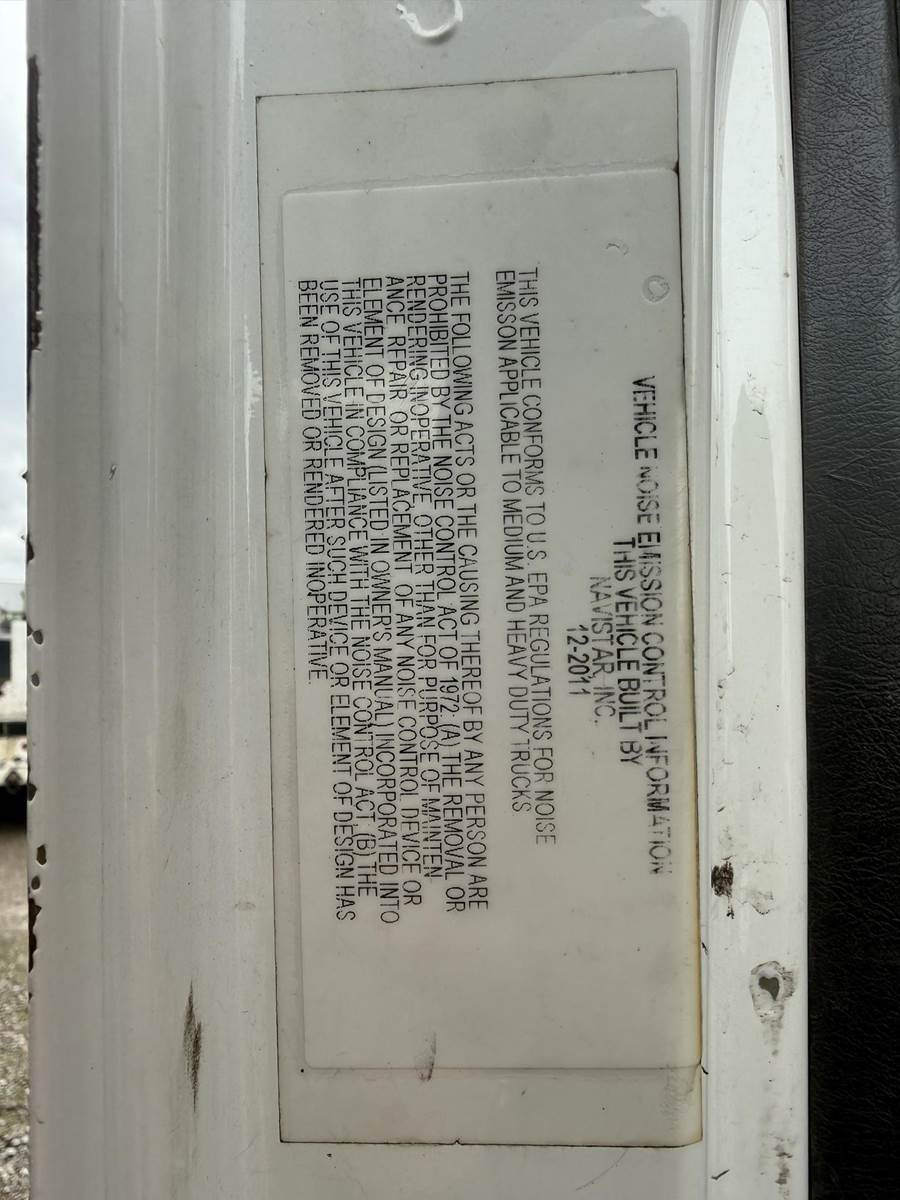 VEHICLE NOISE EMISSION CONTROL INFORMATION
THIS VEHICLE BUILT BY
NAVISTAR, INC.
12-2011
THIS VEHICLE CONFORMS TO U.S. EPA REGULATIONS FOR NOISE
EMISSON APPLICABLE TO MEDIUM AND HEAVY DUTY TRUCKS
THE FOLLOWING ACTS OR THE CAUSING THEREOF BY ANY PERSON ARE
PROHIBITED BY THE NOISE CONTROL ACT OF 1972: (A) THE REMOVAL OR
RENDERING INOPERATIVE, OTHER THAN FOR PURPOSE OF MAINTEN
ANCE, REPAIR, OR REPLACEMENT, OF ANY NOISE CONTROL DEVICE OR
ELEMENT OF DESIGN (LISTED IN OWNER'S MANUAL) INCORPORATED INTO
THIS VEHICLE IN COMPLIANCE WITH THE NOISE CONTROL ACT, (B) THE
USE OF THIS VEHICLE AFTER SUCH DEVICE OR ELEMENT OF DESIGN HAS
BEEN REMOVED OR RENDERED INOPERATIVE.